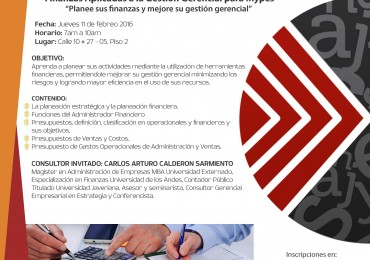 Finanzas Aplicadas a la Gestión Gerencial para Mypes
"Planee sus finanzas y mejore su gestión gerencial"
Fecha: Jueves 11 de febrero 2016
Horario: 7am a 10am
Lugar: Calle 10 # 27 - 05, Piso 2
OBJETIVO:
Aprenda a planear sus actividades mediante la utilización de herramientas
financieras, permitiéndole mejorar su gestión gerencial minimizando los
riesgos y logrando mayor eficiencia en el uso de sus recursos.
CONTENIDO:
La planeación estratégica y la planeación financiera.
Funciones del Administrador Financiero
Presupuestos, definición, clasificación en operacionales y financieros y
sus objetivos.
Presupuestos de Ventas y Costos.
Presupuesto de Gastos Operacionales de Administración y Ventas.
CONSULTOR INVITADO: CARLOS ARTURO CALDERON SARMIENTO
Magister en Administración de Empresas MBA Universidad Externado,
Especialización en Finanzas Universidad de los Andes, Contador Público
Titulado Universidad Javeriana, Asesor y seminarista, Consultor Gerencial
Empresarial en Estrategia y Conferencista.
Inscripciones en: